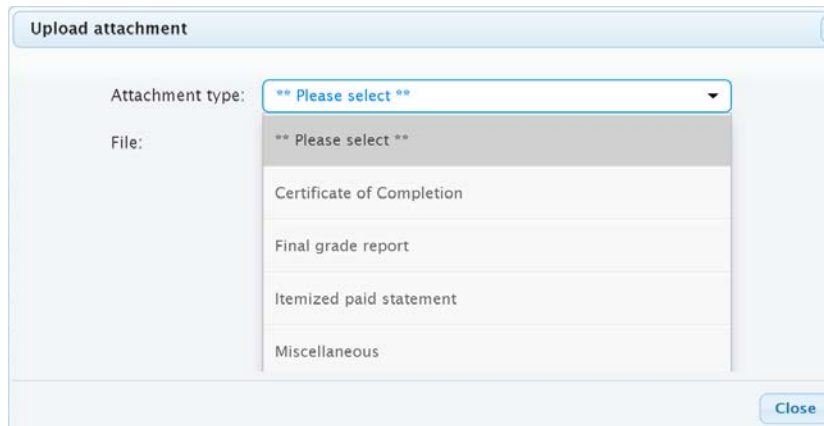 Upload attachment
Attachment type:
** Please select **
File:
** Please select **
Certificate of Completion
Final grade report
Itemized paid statement
Miscellaneous
Close